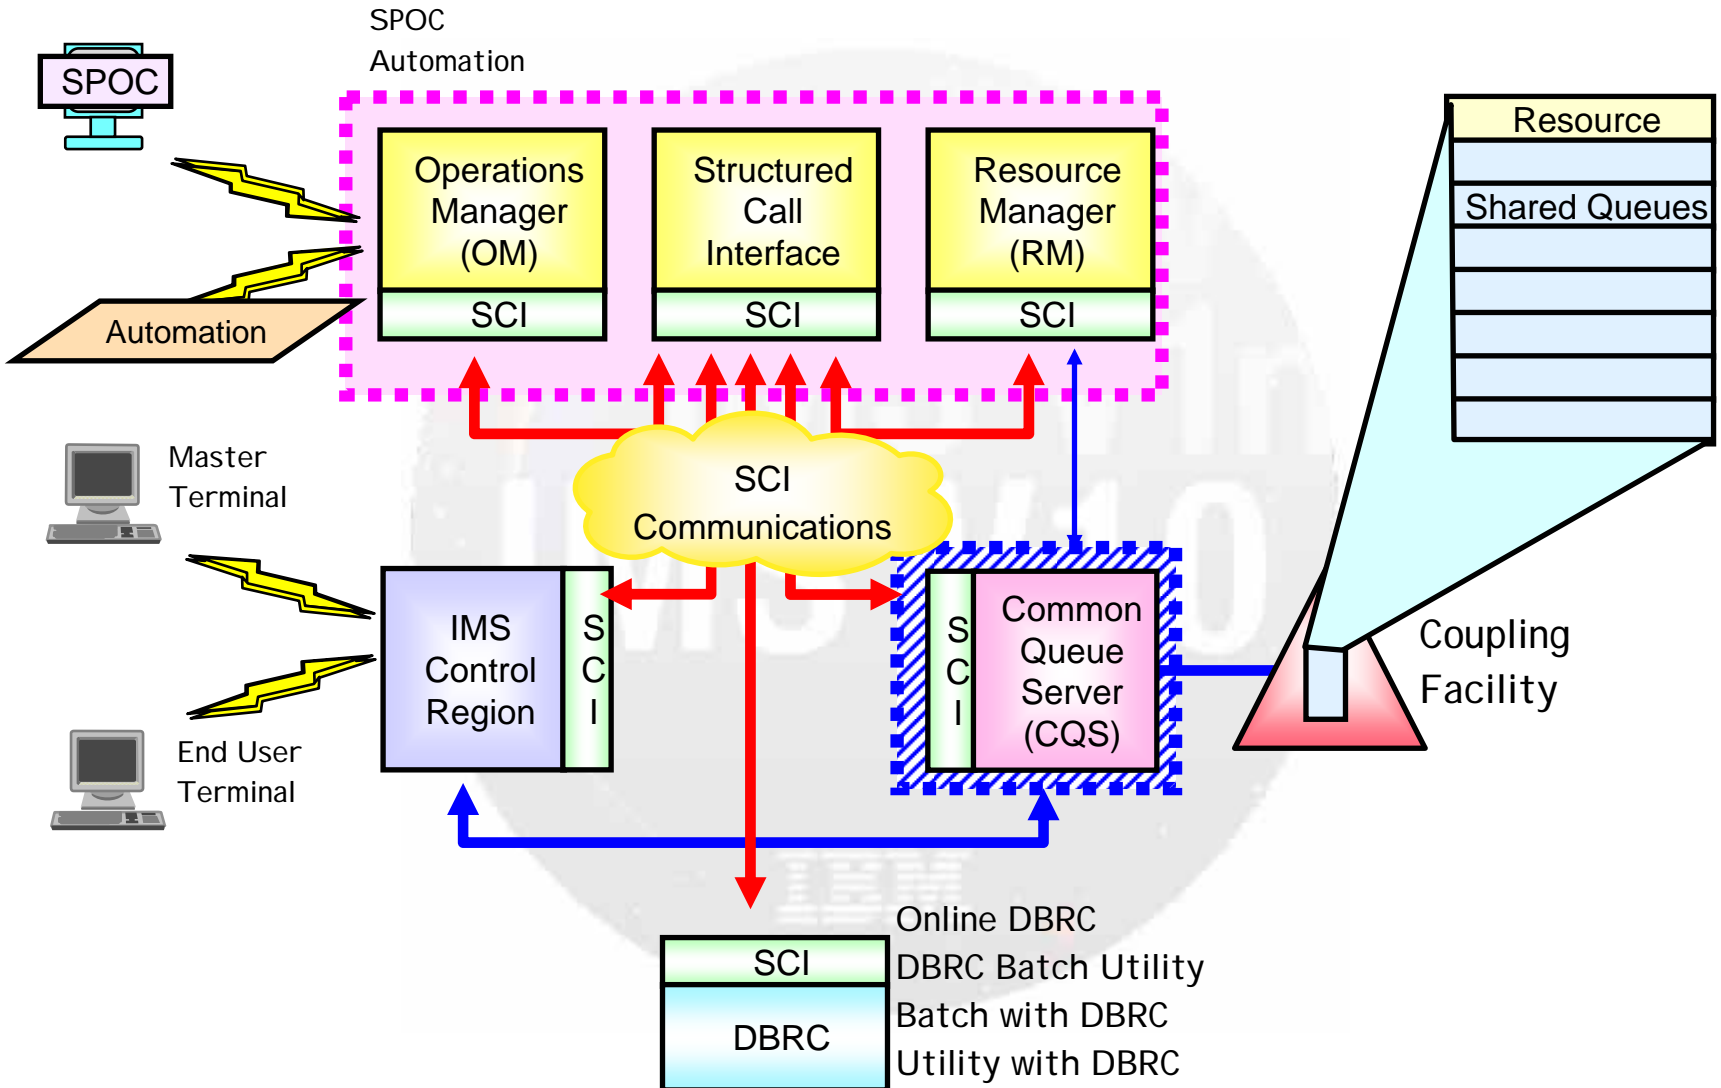 SPOC
Automation
SPOC
Automation
Operations
Manager
(OM)
SCI
Structured
Call
Interface
SCI
Resource
Manager
(RM)
SCI
Resource
Shared Queues
Master
Terminal
End User
Terminal
SCI
Communications
IMS
Control
Region
S
C
I
S
C
I
Common
Queue
Server
(CQS)
Coupling
Facility
SCI
DBRC
Online DBRC
DBRC Batch Utility
Batch with DBRC
Utility with DBRC
IBM